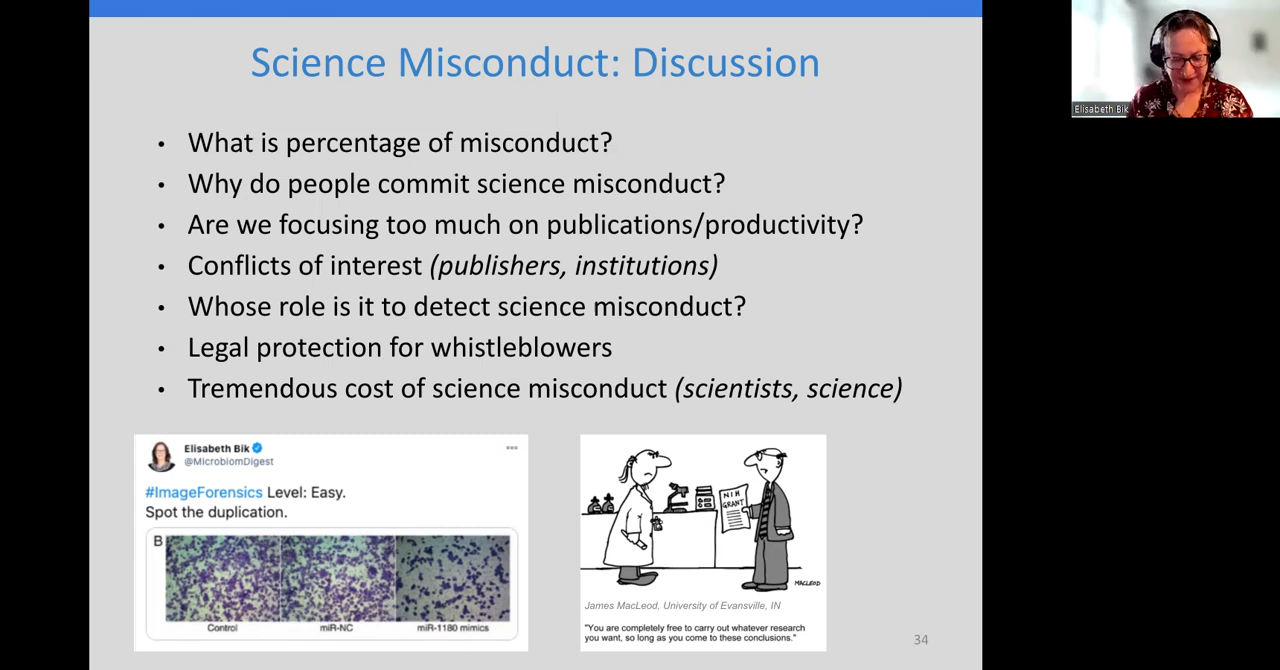 Science Misconduct: Discussion
Elisabeth Bik
• What is percentage of misconduct?
• Why do people commit science misconduct?
• Are we focusing too much on publications/productivity?
• Conflicts of interest (publishers, institutions)
• Whose role is it to detect science misconduct?
• Legal protection for whistleblowers
• Tremendous cost of science misconduct (scientists, science)
Elisabeth Bik
@MicrobiomDigest
#ImageForensics Level: Easy.
Spot the duplication.
B
Control miR-NC miR-1180 mimics
NIH
GRANT
MACLEOD
James MacLeod, University of Evansville, IN
"You are completely free to carry out whatever research
you want, so long as you come to these conclusions."
34